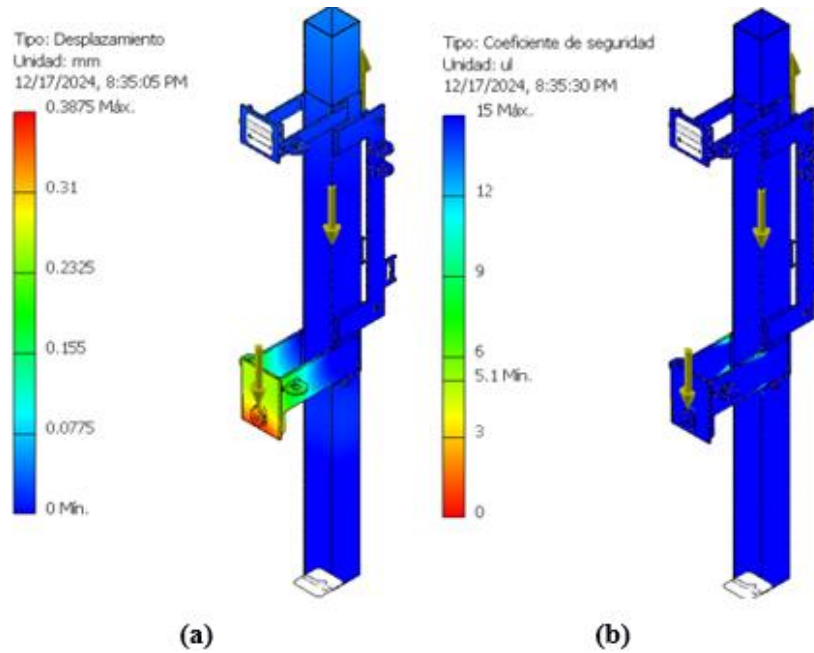 Tipo: Desplazamiento
Unidad: mm
12/17/2024, 8:35:05 PM
0.3875 Máx.
0.31
0.2325
0.155
0.0775
0 Mín.
(a)
Tipo: Coeficiente de seguridad
Unidad: ul
12/17/2024, 8:35:30 PM
15 Máx.
12
9
6
5.1 Mín.
3
0
(b)